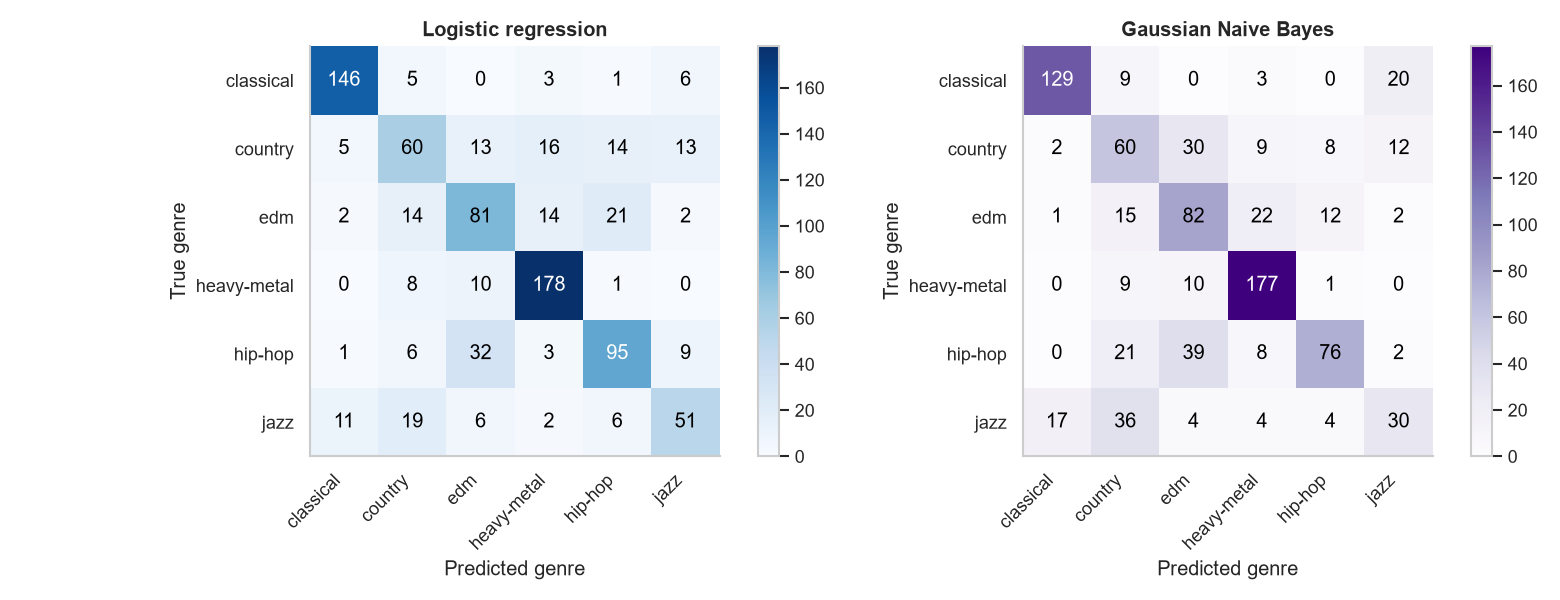 Logistic regression
True genre
classical 146 5 0 3 1 6
country 5 60 13 16 14 13
edm 2 14 81 14 21 2
heavy-metal 0 8 10 178 1 0
hip-hop 1 6 32 3 95 9
jazz 11 19 6 2 6 51
classical country edm heavy-metal hip-hop jazz
Predicted genre
160
140
120
100
80
60
40
20
0
Gaussian Naive Bayes
True genre
classical 129 9 0 3 0 20
country 2 60 30 9 8 12
edm 1 15 82 22 12 2
heavy-metal 0 9 10 177 1 0
hip-hop 0 21 39 8 76 2
jazz 17 36 4 4 4 30
classical country edm heavy-metal hip-hop jazz
Predicted genre
160
140
120
100
80
60
40
20
0